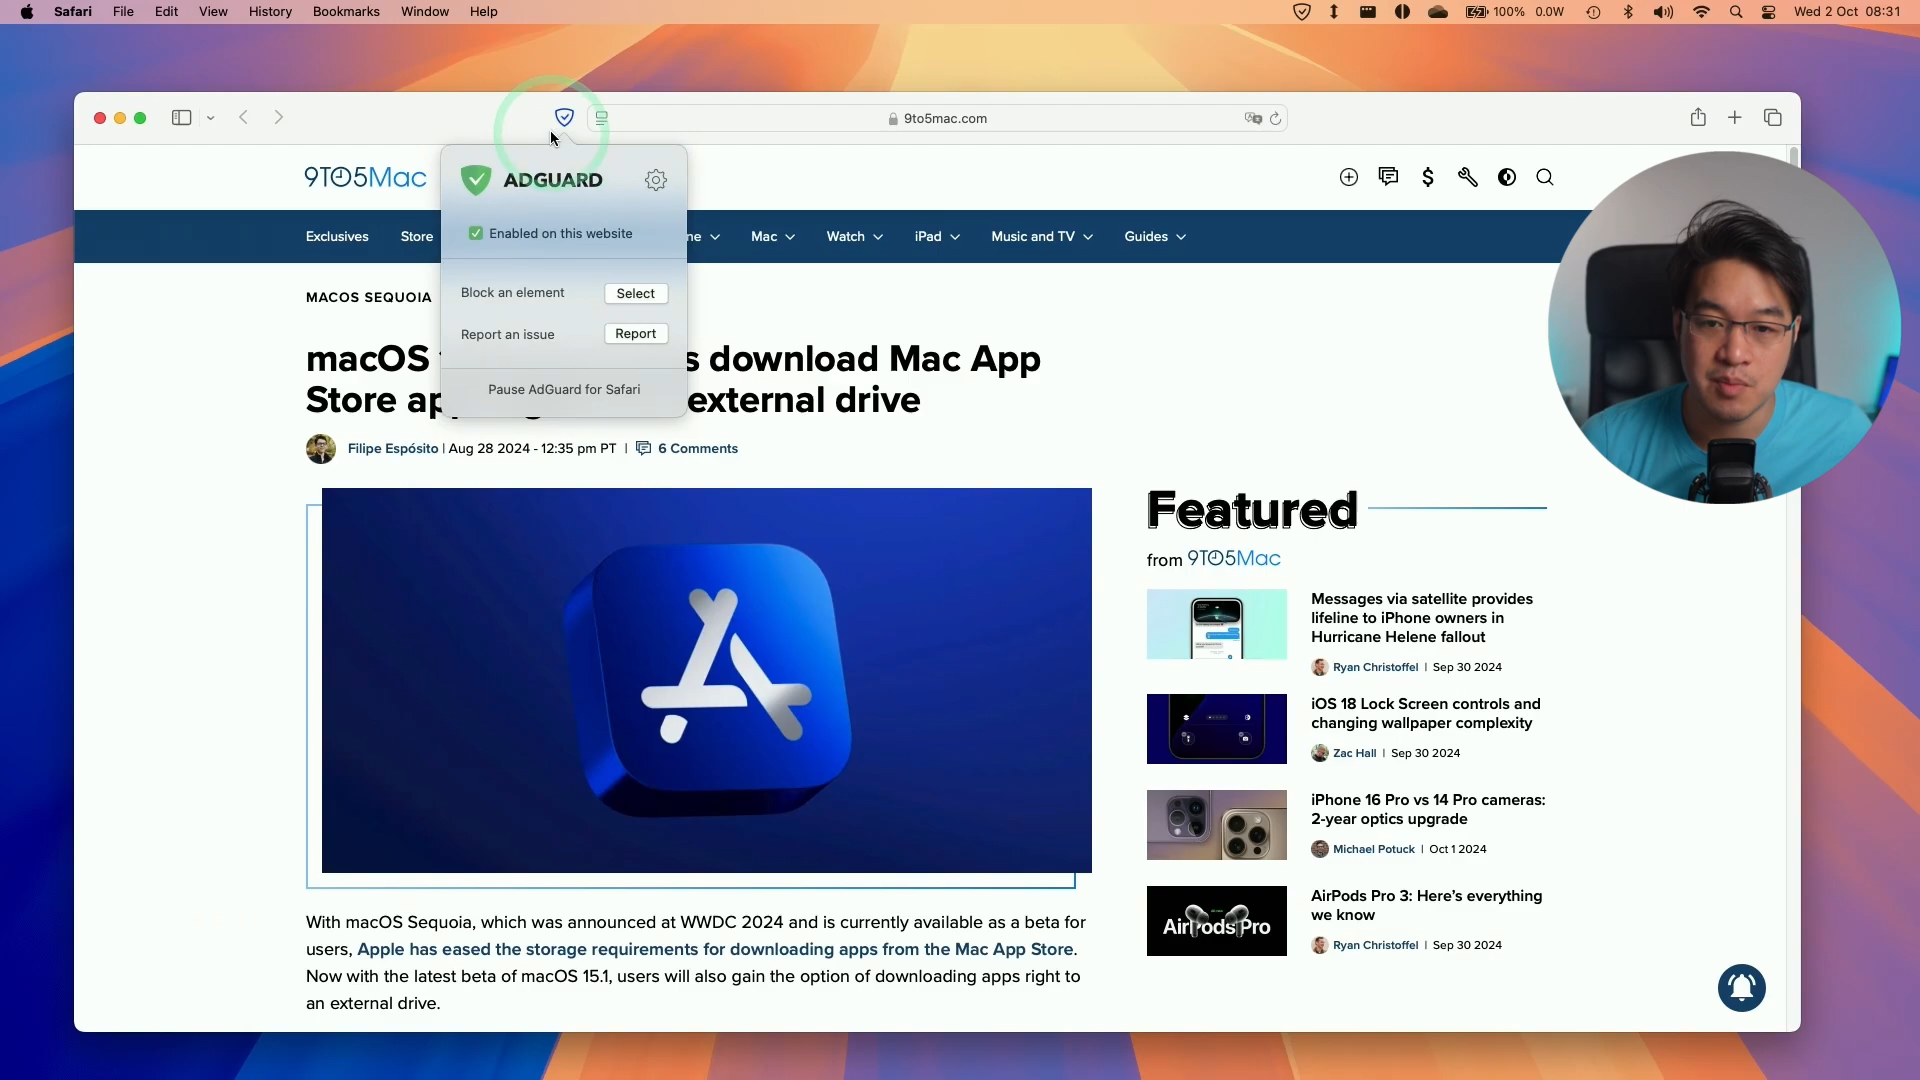 Safari File Edit View History Bookmarks Window Help 100% 0.0W Wed 2 Oct 08:31
9to5mac.com
9TO5Mac
ADGUARD
Enabled on this website
Block an element Select
Report an issue Report
Pause AdGuard for Safari
Exclusives Store ne Mac Watch iPad Music and TV Guides
MACOS SEQUOIA
macOS s download Mac App
Store ap external drive
Filipe Espósito | Aug 28 2024 - 12:35 pm PT | 6 Comments
With macOS Sequoia, which was announced at WWDC 2024 and is currently available as a beta for
users, Apple has eased the storage requirements for downloading apps from the Mac App Store.
Now with the latest beta of macOS 15.1, users will also gain the option of downloading apps right to
an external drive.
Featured
from 9TO5Mac
Messages via satellite provides
lifeline to iPhone owners in
Hurricane Helene fallout
Ryan Christoffel | Sep 30 2024
iOS 18 Lock Screen controls and
changing wallpaper complexity
Zac Hall | Sep 30 2024
iPhone 16 Pro vs 14 Pro cameras:
2-year optics upgrade
Michael Potuck | Oct 1 2024
AirPods Pro
AirPods Pro 3: Here's everything
we know
Ryan Christoffel | Sep 30 2024